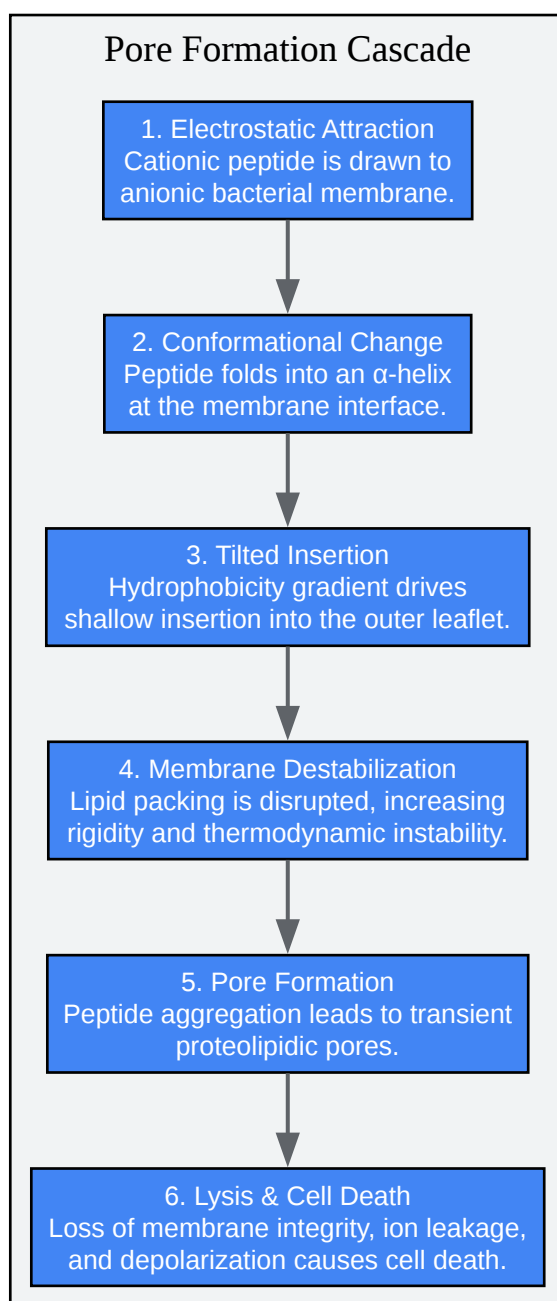 Pore Formation Cascade
1. Electrostatic Attraction
Cationic peptide is drawn to
anionic bacterial membrane.
2. Conformational Change
Peptide folds into an α-helix
at the membrane interface.
3. Tilted Insertion
Hydrophobicity gradient drives
shallow insertion into the outer leaflet.
4. Membrane Destabilization
Lipid packing is disrupted, increasing
rigidity and thermodynamic instability.
5. Pore Formation
Peptide aggregation leads to transient
proteolipidic pores.
6. Lysis & Cell Death
Loss of membrane integrity, ion leakage,
and depolarization causes cell death.